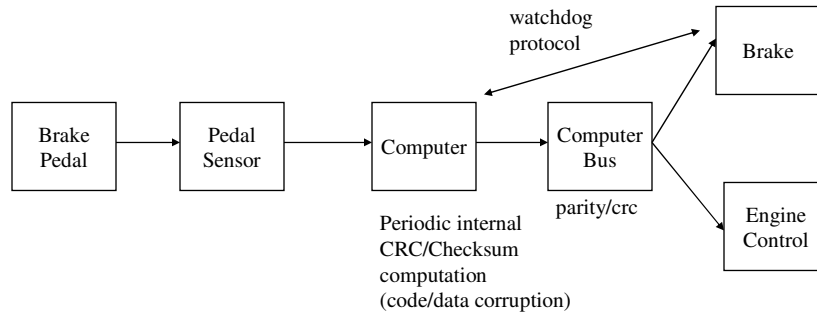 watchdog
protocol
Brake
Brake
Pedal
Pedal
Sensor
Computer
Computer
Bus
parity/crc
Periodic internal
CRC/Checksum
computation
(code/data corruption)
Engine
Control